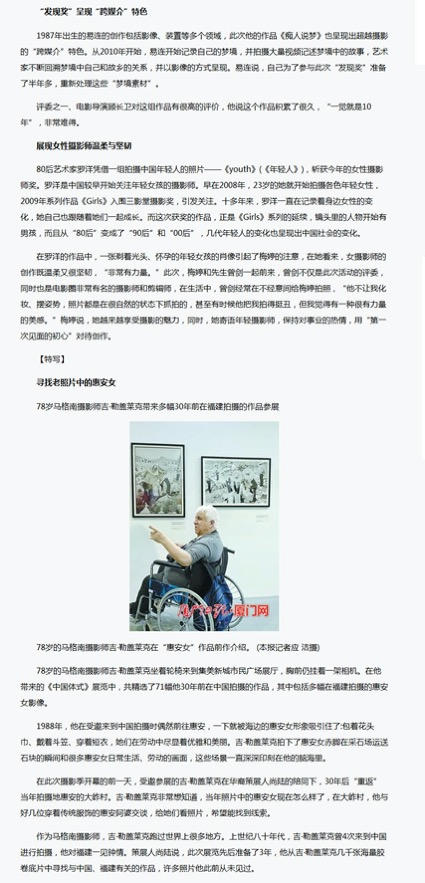 “发现奖”呈现“跨媒介”特色
1987年出生的易连的创作包括影像、装置等多个领域，此次他的作品《痴人说梦》也呈现出超越摄影
的“跨媒介”特色。从2010年开始，易连开始记录自己的梦境，并拍摄大量视频记述梦境中的故事，艺术
家不断回溯梦境中自己和故乡的关系，并以影像的方式呈现。易连说，自己为了参与此次“发现奖”准备
了半年多，重新处理这些“梦境素材”。
评委之一、电影导演顾长卫对这组作品有很高的评价，他说这个作品积累了很久，“一觉就是10
年”，非常难得。
展现女性摄影师温柔与坚韧
80后艺术家罗洋凭借一组拍摄中国年轻人的照片——《youth》(《年轻人》)，斩获今年的女性摄影
师奖。罗洋是中国较早开始关注年轻女孩的摄影师。早在2008年，23岁的她就开始拍摄各色年轻女性，
2009年系列作品《Girls》入围三影堂摄影奖，引发关注。十多年来，罗洋一直在记录着身边女性的变
化，她自己也跟随着她们一起成长。而这次获奖的作品，正是《Girls》系列的延续，镜头里的人物开始有
男孩，而且从“80后”变成了“90后”和“00后”，几代年轻人的变化也呈现出中国社会的变化。
在罗洋的作品中，一张剃着光头、怀孕的年轻女孩的肖像引起了梅婷的注意，在她看来，女摄影师的
创作既温柔又很坚韧，“非常有力量。”此次，梅婷和先生曾剑一起前来，曾剑不仅是此次活动的评委，
同时也是电影圈非常有名的摄影师和剪辑师，在生活中，曾剑经常在不经意间给梅婷拍照，“他不让我化
妆、摆姿势，照片都是在很自然的状态下抓拍的，甚至有时候他把我拍得挺丑，但我觉得有一种很有力量
的美感。”梅婷说，她越来越享受摄影的魅力，同时，她寄语年轻摄影师，保持对事业的热情，用“第一
次见面的初心”对待创作。
【特写】
寻找老照片中的惠安女
78岁马格南摄影师吉·勒盖莱克带来多幅30年前在福建拍摄的作品参展
厦门网
78岁的马格南摄影师吉·勒盖莱克在“惠安女”作品前作介绍。(本报记者应 洁摄)
78岁的马格南摄影师吉·勒盖莱克坐着轮椅来到集美新城市民广场展厅，胸前仍挂着一架相机。在他
带来的《中国体式》展览中，共精选了71幅他30年前在中国拍摄的作品，其中包括多幅在福建拍摄的惠安
女影像。
1988年，他在受邀来到中国拍摄时偶然前往惠安，一下就被海边的惠安女形象吸引住了:包着花头
巾、戴着斗笠、穿着短衣，她们在劳动中尽显着优雅和美丽。吉·勒盖莱克拍下了惠安女赤脚在采石场运送
石块的瞬间和很多惠安女日常生活、劳动的画面，这些场景一直深深印刻在他的脑海里。
在此次摄影季开幕的前一天，受邀参展的吉·勒盖莱克在华裔策展人尚陆的陪同下，30年后“重返”
当年拍摄地惠安的大岞村。吉·勒盖莱克非常想知道，当年照片中的惠安女现在怎么样了，在大岞村，他与
好几位穿着传统服饰的惠安阿婆交谈，给她们看照片，希望能找到线索。
作为马格南摄影师，吉·勒盖莱克跑过世界上很多地方。上世纪八十年代，吉·勒盖莱克曾4次来到中国
进行拍摄，他对福建一见钟情。策展人尚陆说，此次展览先后准备了3年，他从吉·勒盖莱克几千张海量胶
卷底片中寻找与中国、福建有关的作品，许多照片他此前从未见过。